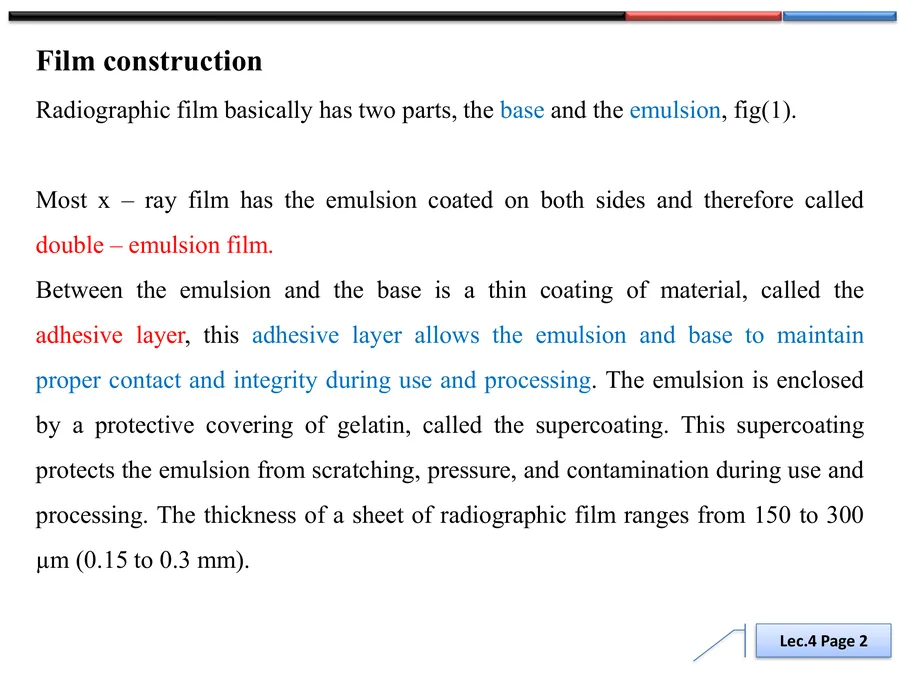 Film construction
Radiographic film basically has two parts, the base and the emulsion, fig(1).
Most x – ray film has the emulsion coated on both sides and therefore called
double – emulsion film.
Between the emulsion and the base is a thin coating of material, called the
adhesive layer, this adhesive layer allows the emulsion and base to maintain
proper contact and integrity during use and processing. The emulsion is enclosed
by a protective covering of gelatin, called the supercoating. This supercoating
protects the emulsion from scratching, pressure, and contamination during use and
processing. The thickness of a sheet of radiographic film ranges from 150 to 300
µm (0.15 to 0.3 mm).
Lec.4 Page 2